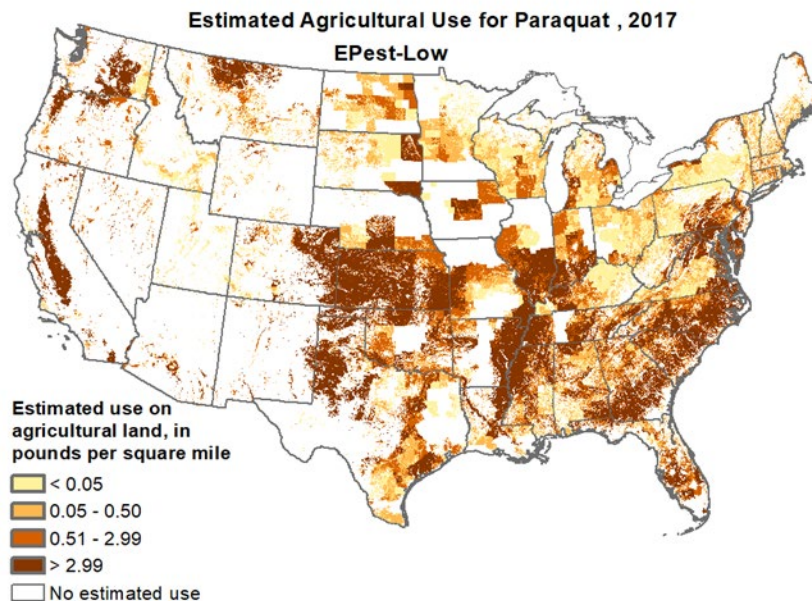 Estimated Agricultural Use for Paraquat , 2017
EPest-Low
Estimated use on
agricultural land, in
pounds per square mile
< 0.05
0.05 - 0.50
0.51 - 2.99
> 2.99
No estimated use